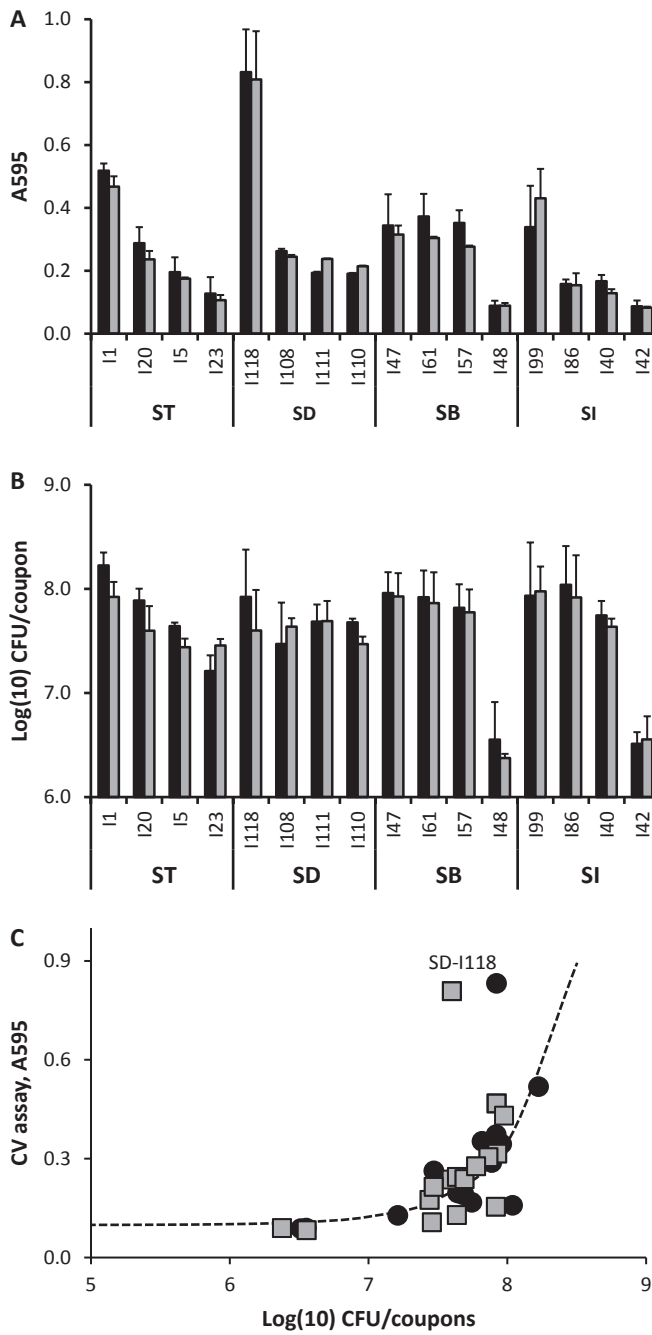 A
1.0
0.8
0.6
0.4
0.2
0.0
A595
I1 I20 I5 I23 I118 I108 I111 I110 I47 I61 I57 I48 I99 I86 I40 I42
ST SD SB SI
B
9.0
8.0
7.0
6.0
Log(10) CFU/coupon
I1 I20 I5 I23 I118 I108 I111 I110 I47 I61 I57 I48 I99 I86 I40 I42
ST SD SB SI
C
SD-I118
0.9
0.6
0.3
0.0
CV assay, A595
5 6 7 8 9
Log(10) CFU/coupons